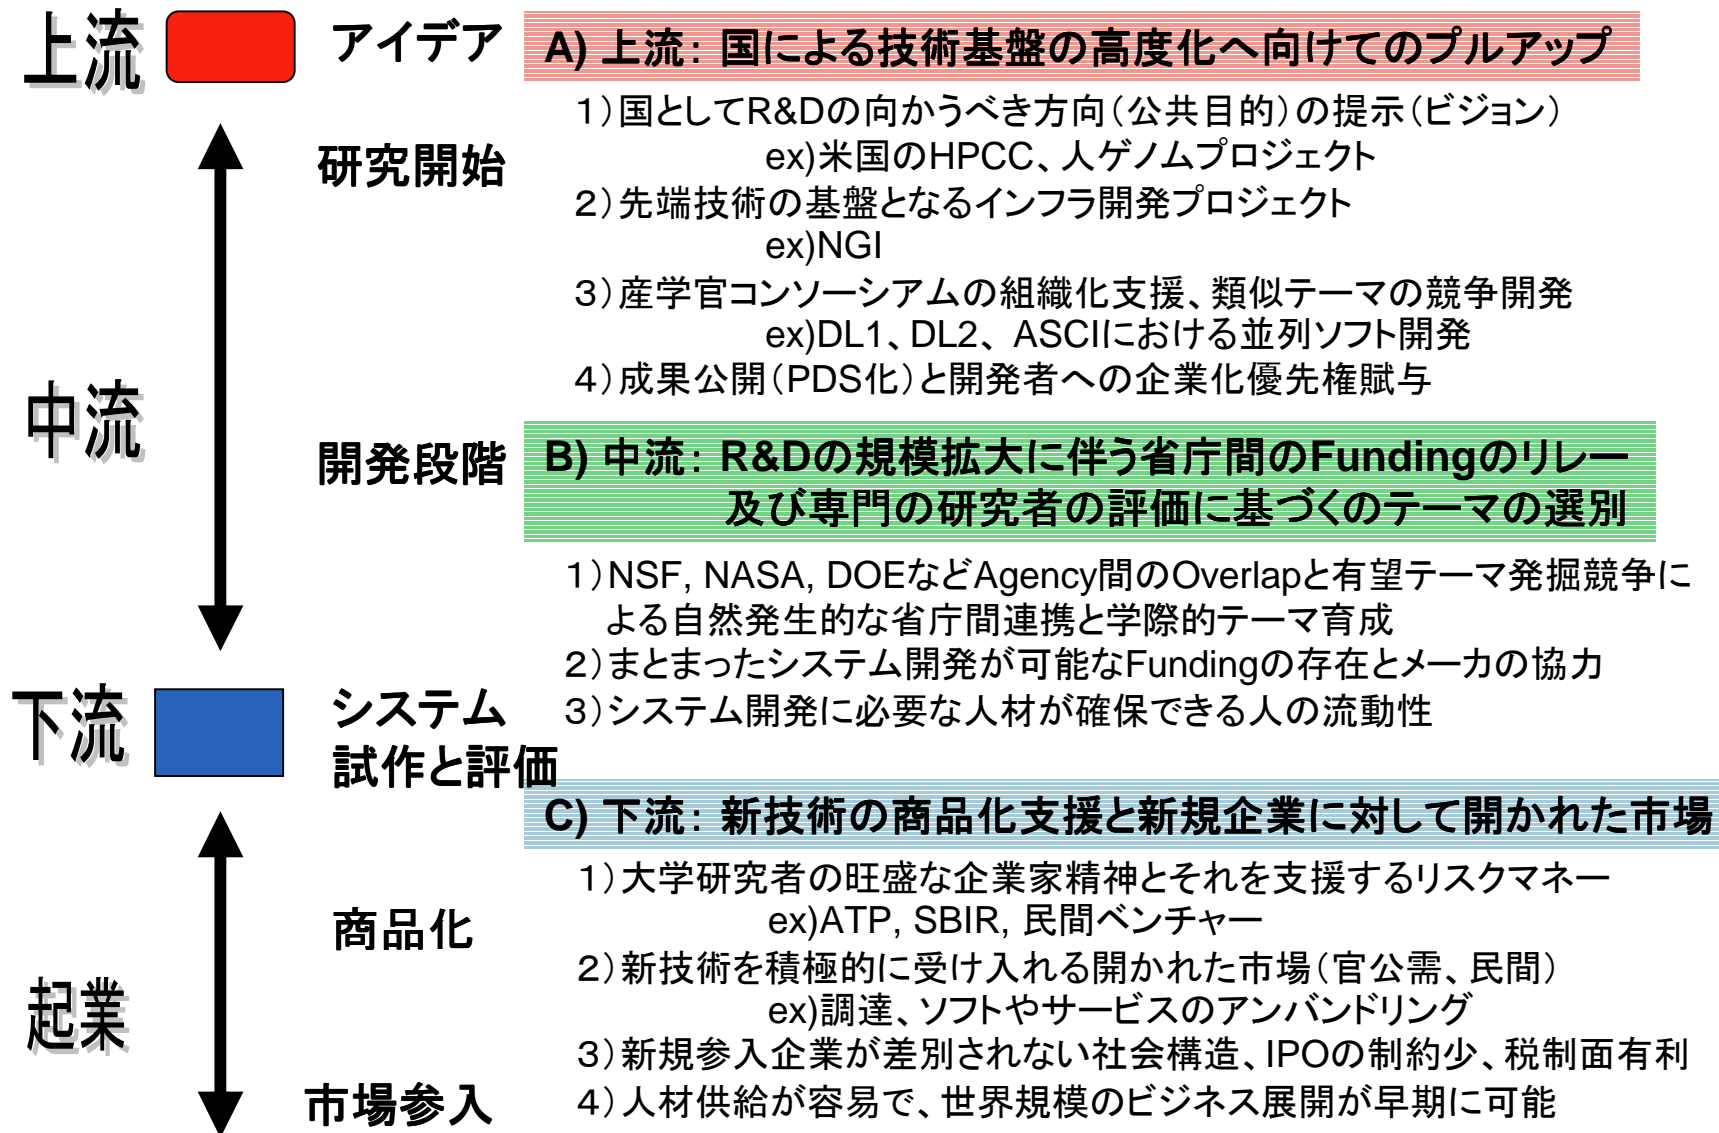 上流
アイデア
A) 上流： 国による技術基盤の高度化へ向けてのプルアップ
1）国としてR&Dの向かうべき方向（公共目的）の提示（ビジョン）
ex)米国のHPCC、人ゲノムプロジェクト
研究開始
2）先端技術の基盤となるインフラ開発プロジェクト
ex)NGI
3）産学官コンソーシアムの組織化支援、類似テーマの競争開発
ex)DL1、DL2、ASCIにおける並列ソフト開発
4）成果公開（PDS化）と開発者への企業化優先権賦与
中流
開発段階
B) 中流： R&Dの規模拡大に伴う省庁間のFundingのリレー
及び専門の研究者の評価に基づくのテーマの選別
1）NSF, NASA, DOEなどAgency間のOverlapと有望テーマ発掘競争に
よる自然発生的な省庁間連携と学際的テーマ育成
2）まとまったシステム開発が可能なFundingの存在とメーカの協力
3）システム開発に必要な人材が確保できる人の流動性
下流
システム
試作と評価
C) 下流： 新技術の商品化支援と新規企業に対して開かれた市場
1）大学研究者の旺盛な企業家精神とそれを支援するリスクマネー
ex)ATP, SBIR, 民間ベンチャー
商品化
2）新技術を積極的に受け入れる開かれた市場（官公需、民間）
ex)調達、ソフトやサービスのアンバンドリング
起業
3）新規参入企業が差別されない社会構造、IPOの制約少、税制面有利
4）人材供給が容易で、世界規模のビジネス展開が早期に可能
市場参入